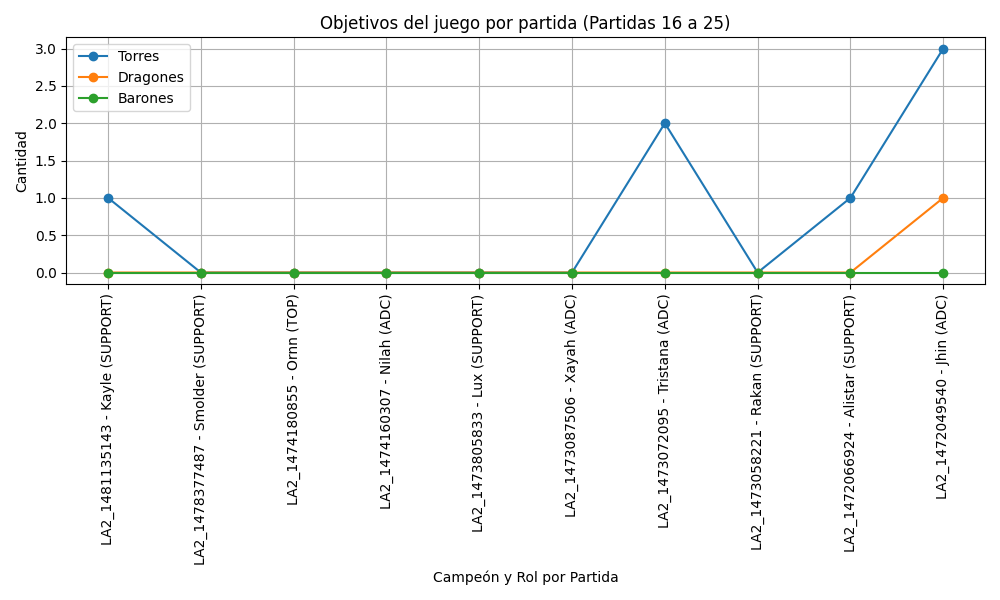 Objetivos del juego por partida (Partidas 16 a 25)
Torres
Dragones
Barones
Cantidad
3.0
2.5
2.0
1.5
1.0
0.5
0.0
LA2_1481135143 - Kayle (SUPPORT)
LA2_1478377487 - Smolder (SUPPORT)
LA2_1474180855 - Ornn (TOP)
LA2_1474160307 - Nilah (ADC)
LA2_1473805833 - Lux (SUPPORT)
LA2_1473087506 - Xayah (ADC)
LA2_1473072095 - Tristana (ADC)
LA2_1473058221 - Rakan (SUPPORT)
LA2_1472066924 - Alistar (SUPPORT)
LA2_1472049540 - Jhin (ADC)
Campeón y Rol por Partida